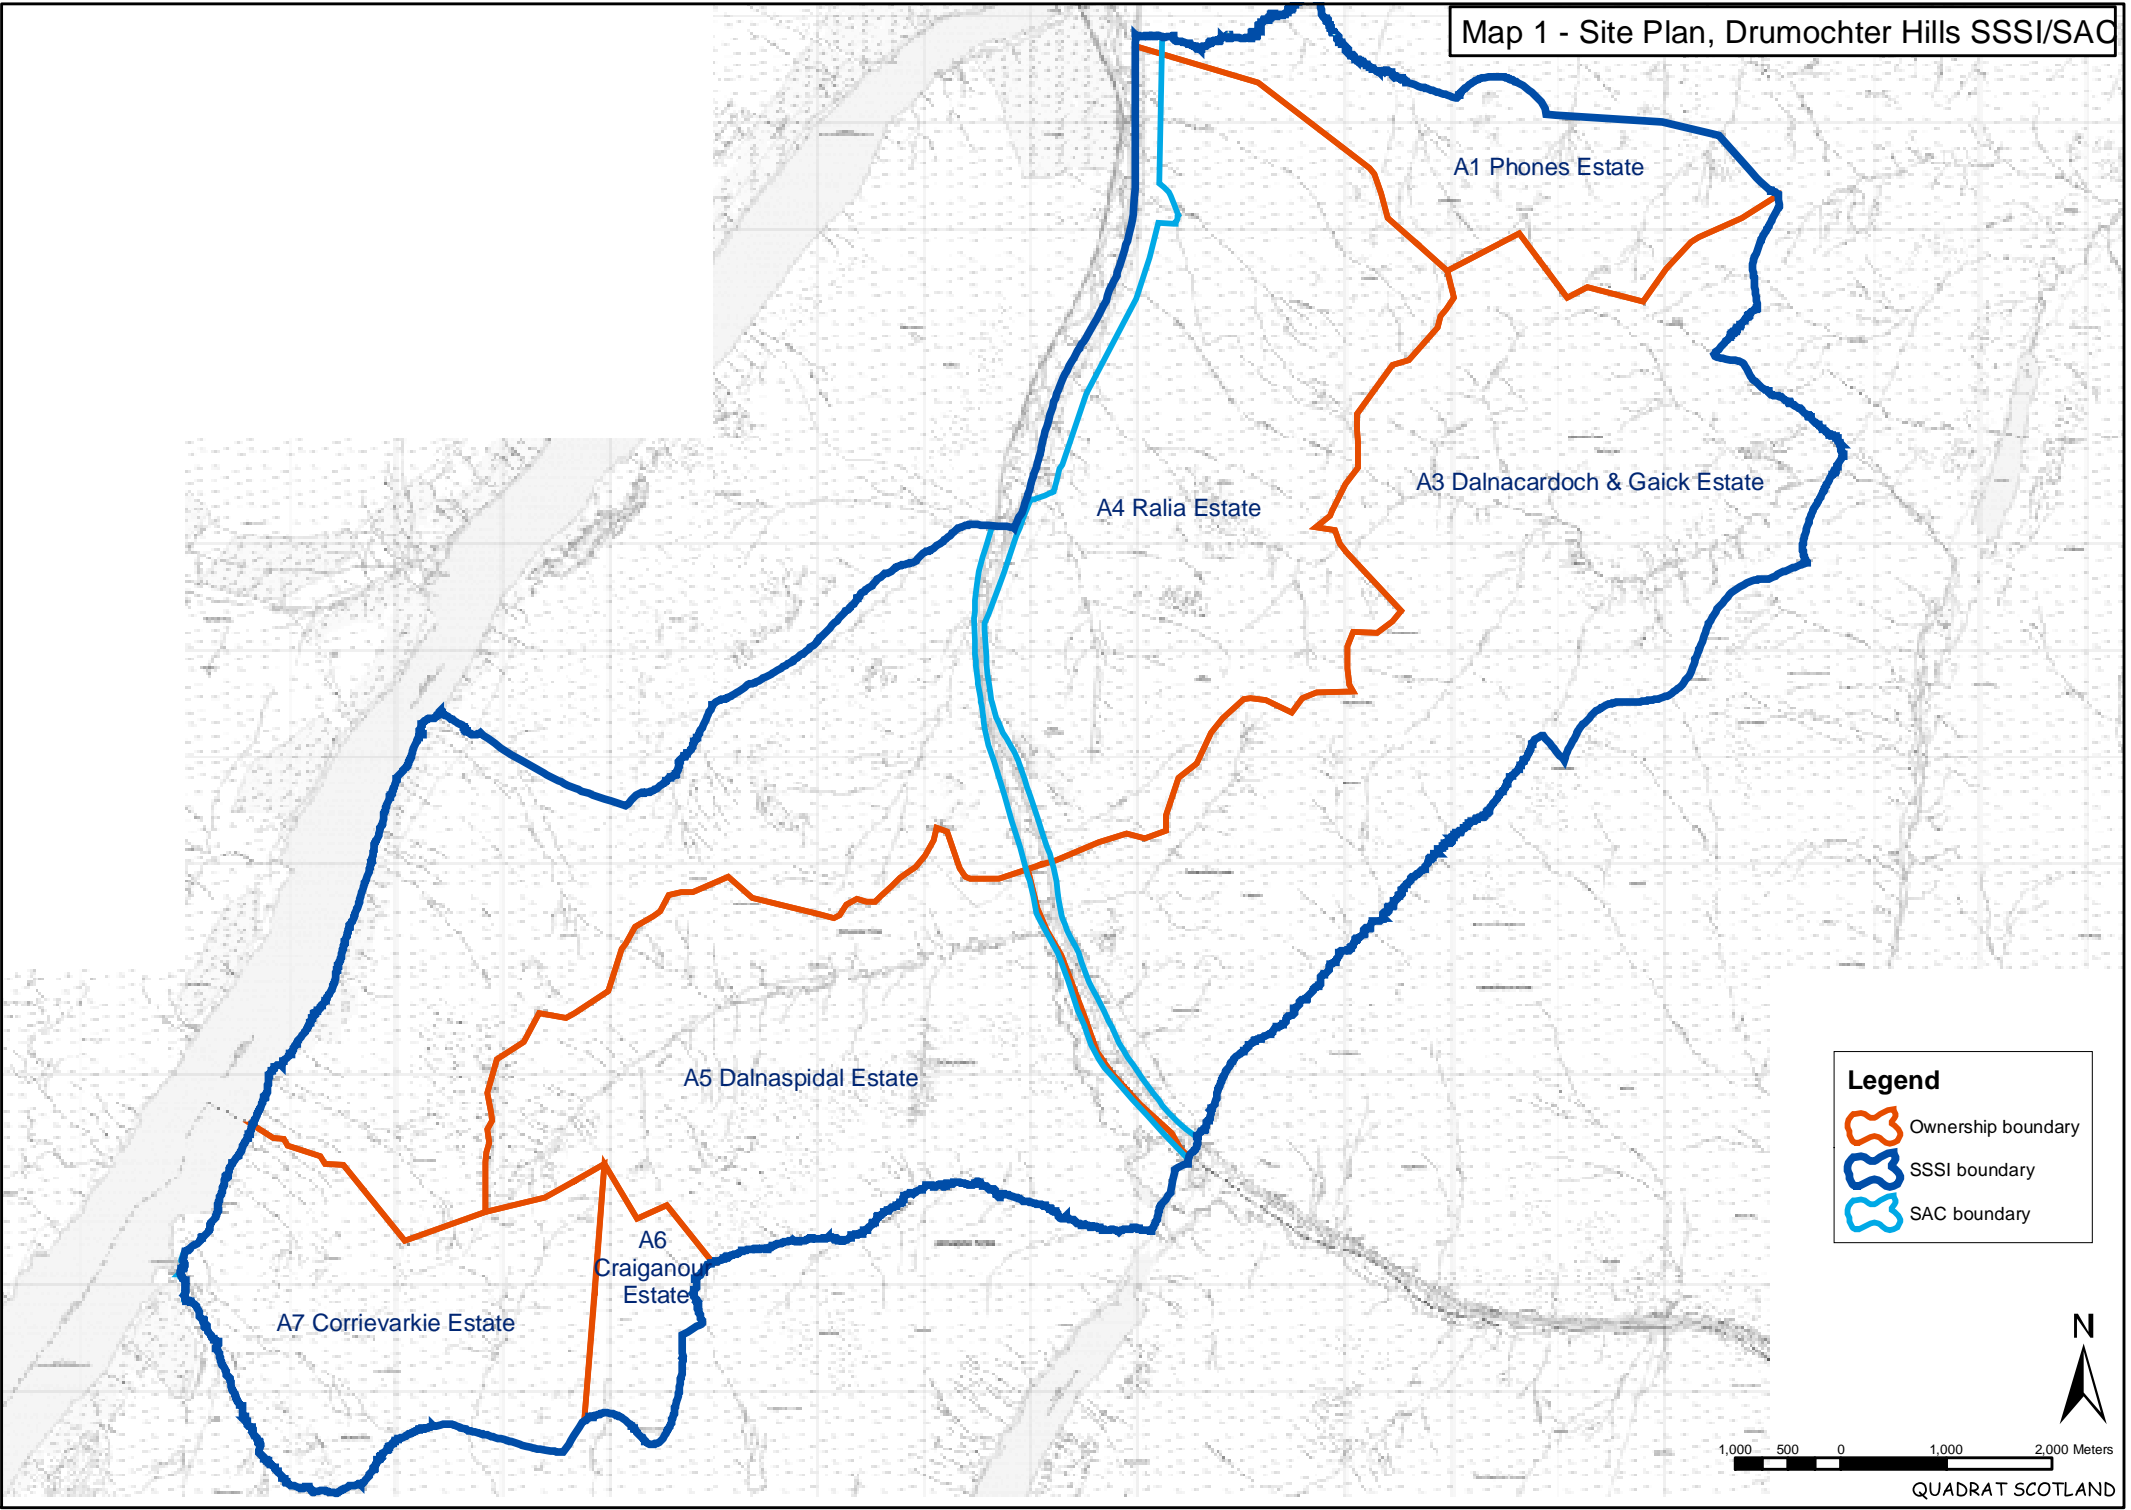 Map 1 - Site Plan, Drumochter Hills SSSI/SAC
A1 Phones Estate
A3 Dalnacardoch & Gaick Estate
A4 Ralia Estate
A5 Dalnaspidal Estate
A6
Craiganour
Estate
A7 Corrievarkie Estate
Legend
Ownership boundary
SSSI boundary
SAC boundary
N
1,000 500 0 1,000 2,000 Meters
QUADRAT SCOTLAND